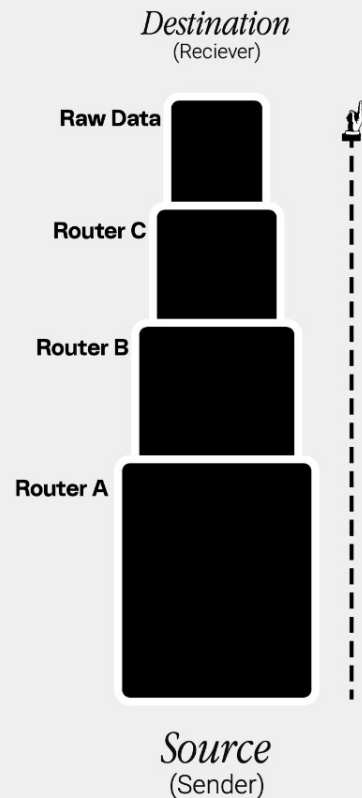 Destination
(Reciever)
Raw Data
Router C
Router B
Router A
Source
(Sender)